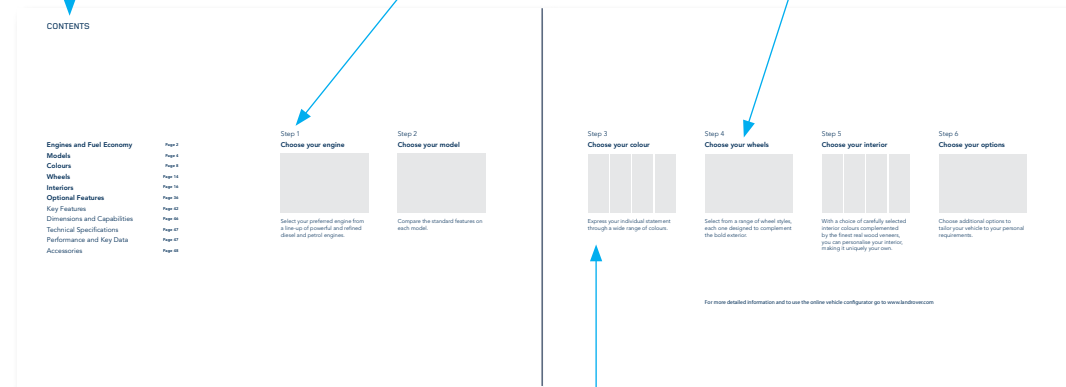 CONTENTS
Engines and Fuel Economy Page 2
Models Page 4
Colours Page 8
Wheels Page 14
Interiors Page 16
Optional Features Page 36
Key Features Page 42
Dimensions and Capabilities Page 46
Technical Specifications Page 47
Performance and Key Data Page 47
Accessories Page 48
Step 1
Choose your engine
Select your preferred engine from
a line-up of powerful and refined
diesel and petrol engines.
Step 2
Choose your model
Compare the standard features on
each model.
Step 3
Choose your colour
Express your individual statement
through a wide range of colours.
Step 4
Choose your wheels
Select from a range of wheel styles,
each one designed to complement
the bold exterior.
Step 5
Choose your interior
With a choice of carefully selected
interior colours complemented
by the finest real wood veneers,
you can personalise your interior,
making it uniquely your own.
Step 6
Choose your options
Choose additional options to
tailor your vehicle to your personal
requirements.
For more detailed information and to use the online vehicle configurator go to www.landrover.com